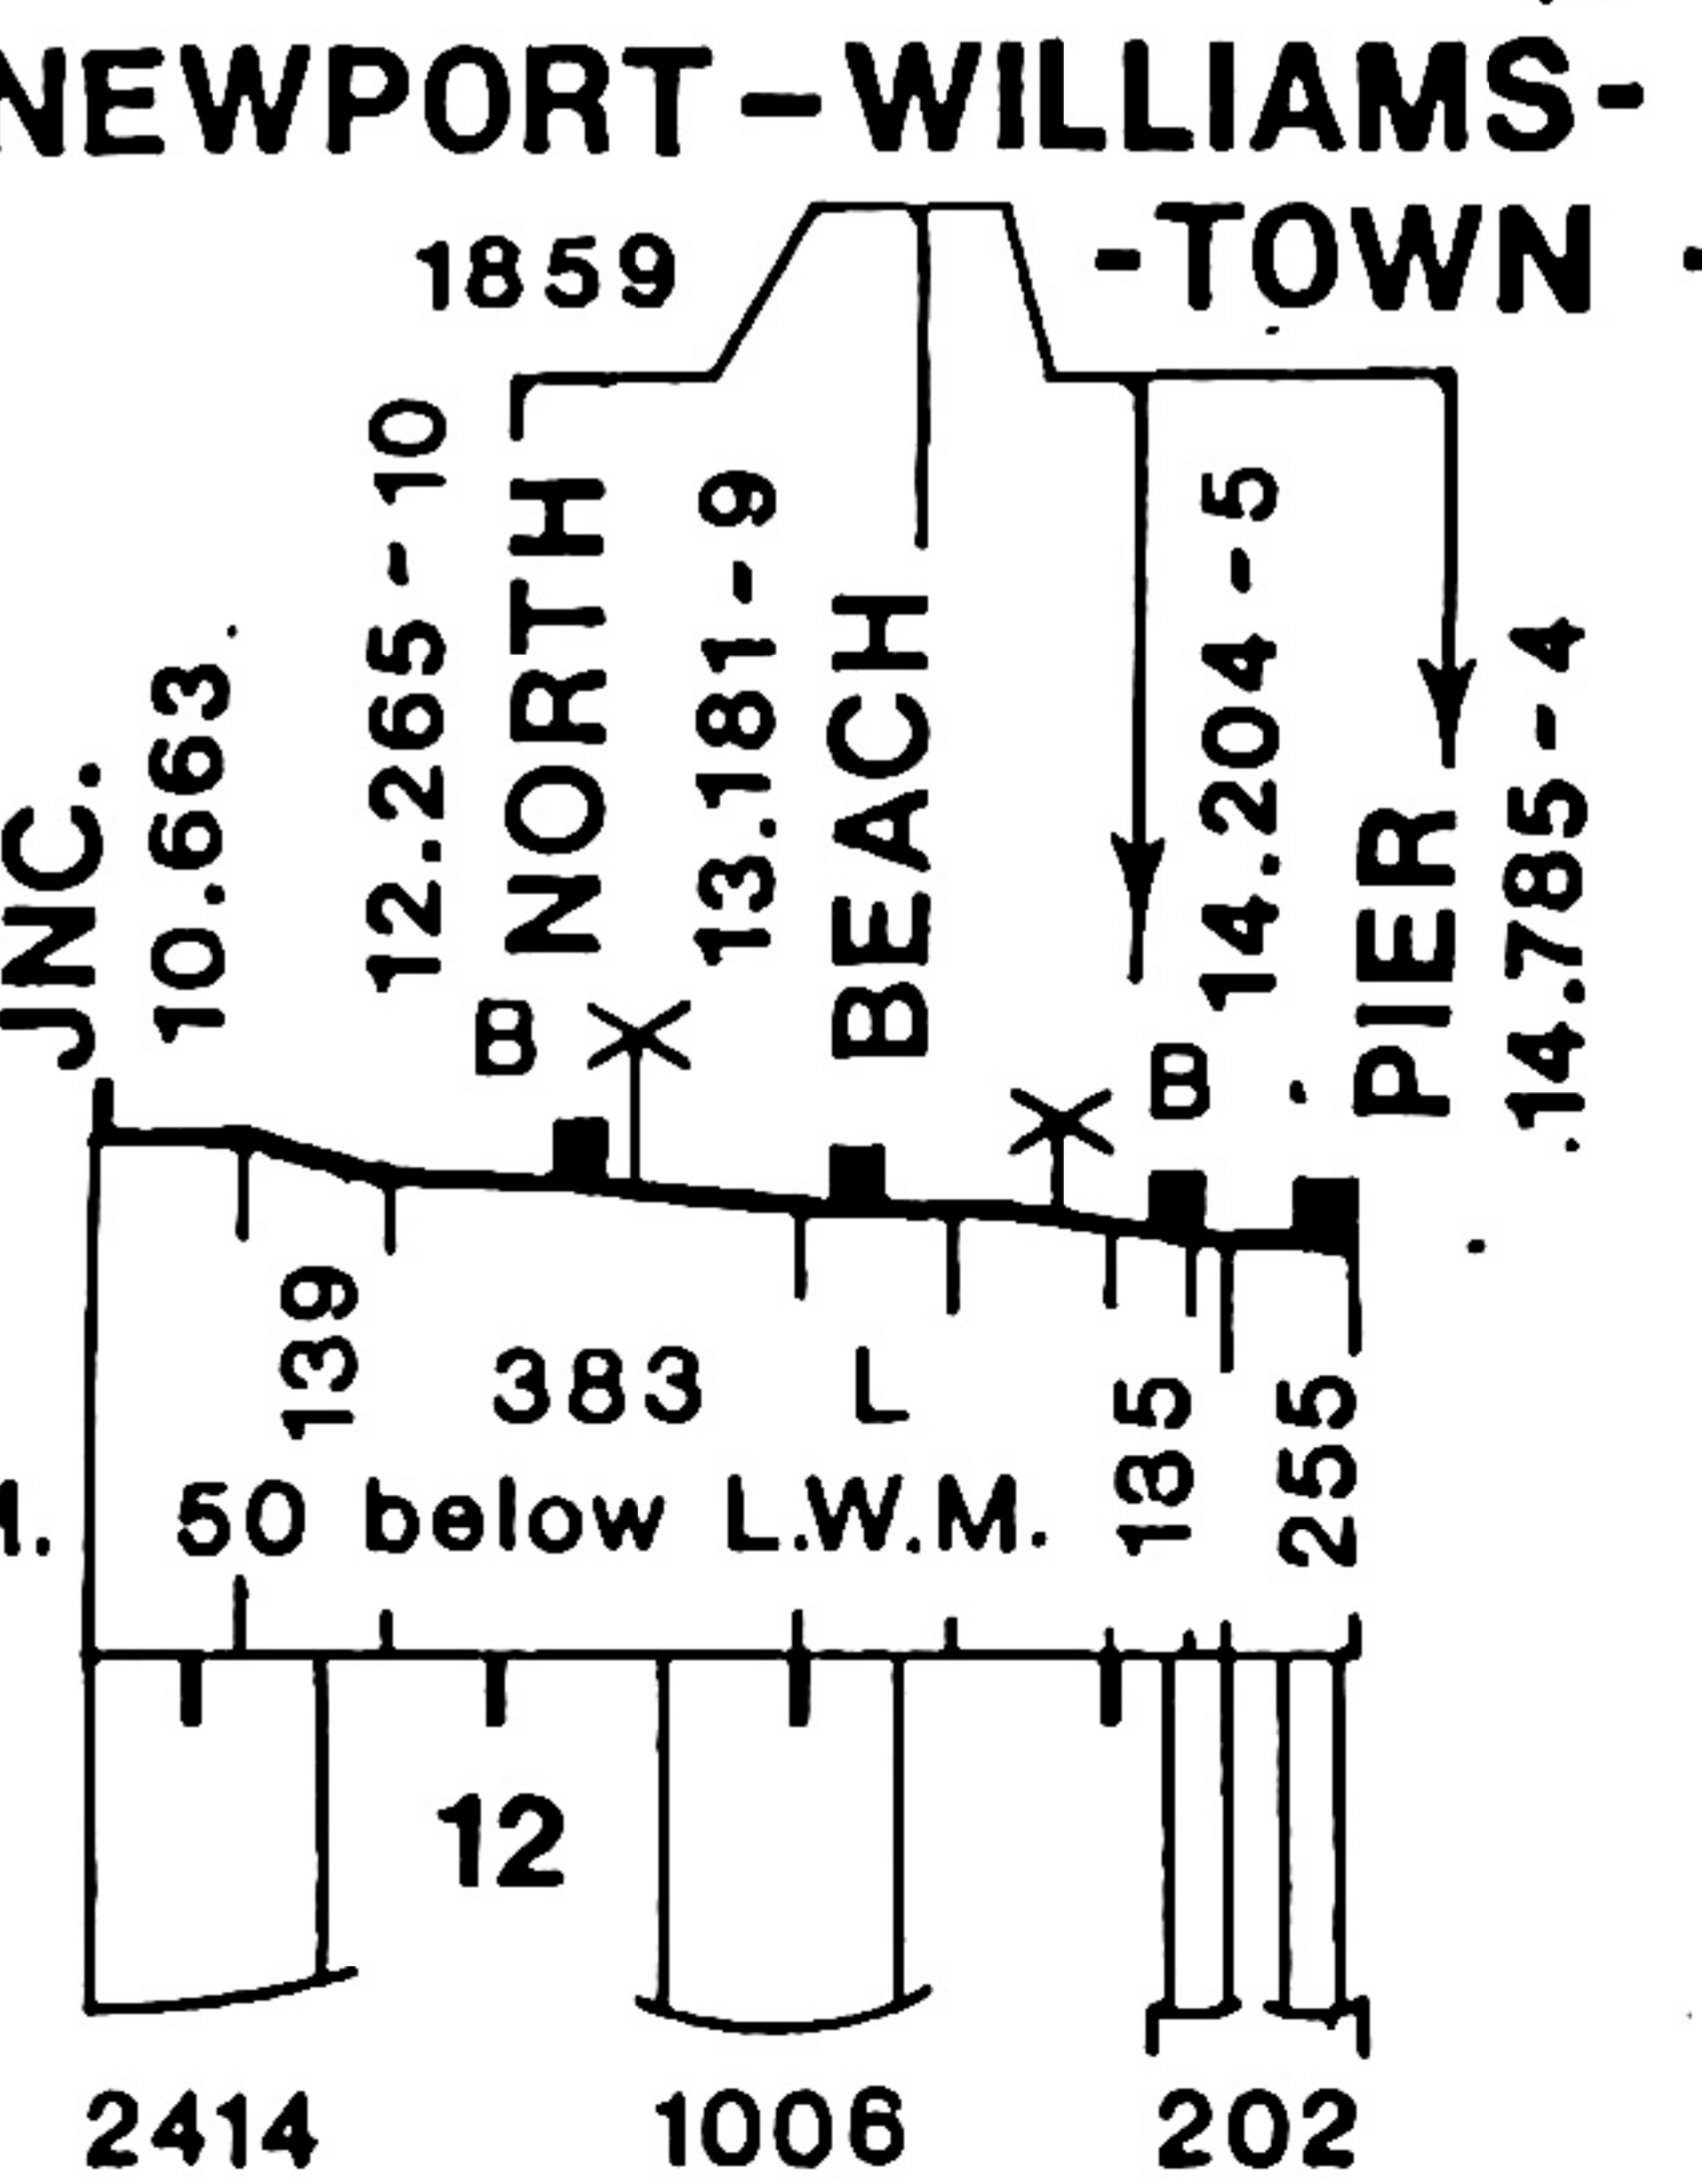 NEWPORT-WILLIAMS-
-TOWN -
1859
JNC.
10.663
12.265-10
NORTH
13.181-9
BEACH
14.204-5
PIER
14.785-4
B
B
139
383
L
135
255
50 below L.W.M.
12
2414
1006
202